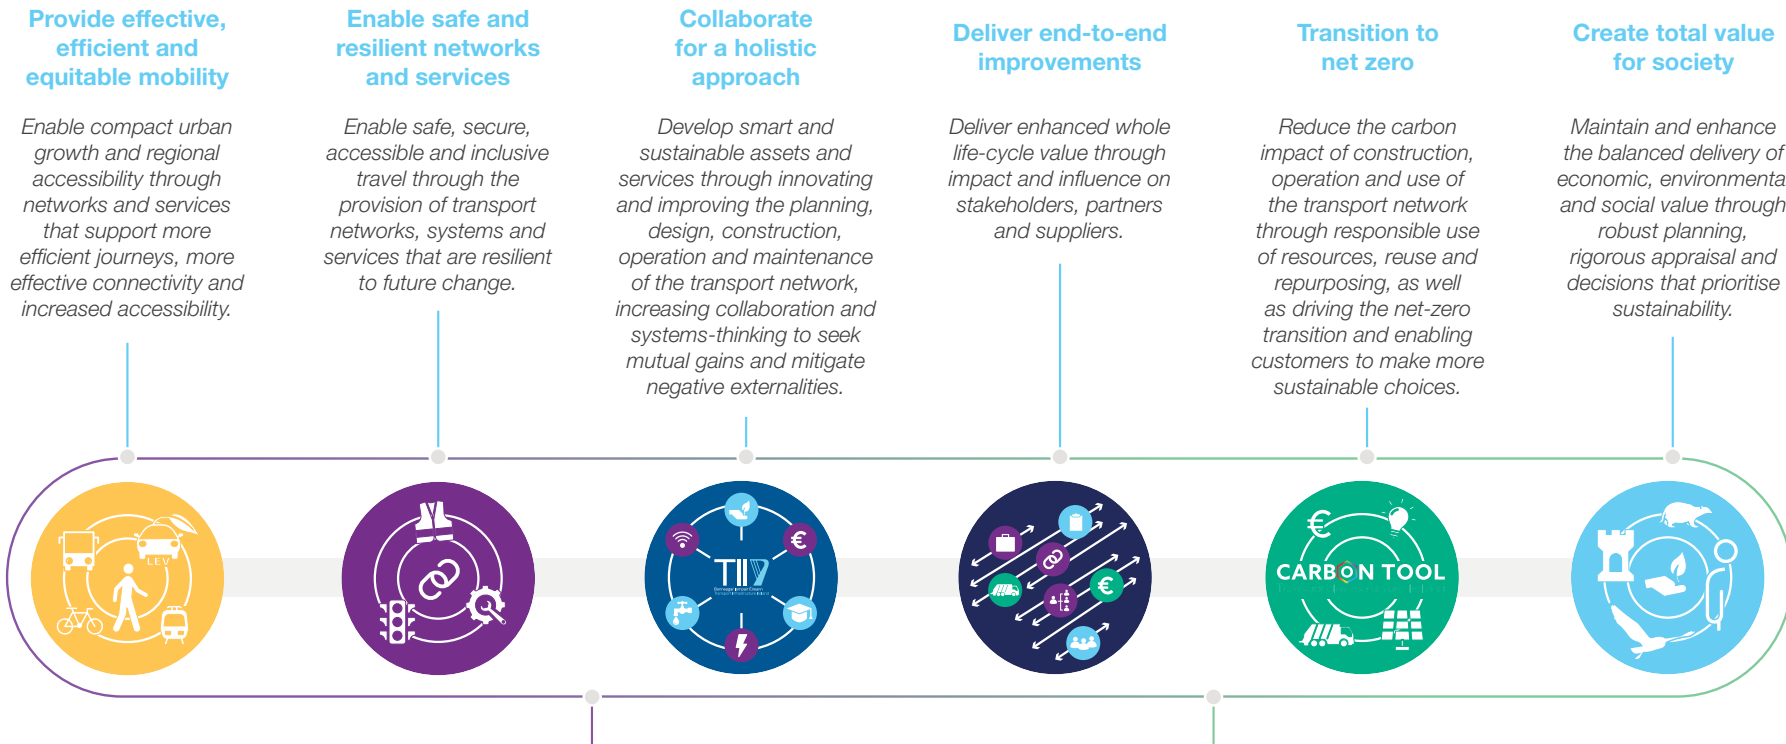 Provide effective,
efficient and
equitable mobility
Enable compact urban
growth and regional
accessibility through
networks and services
that support more
efficient journeys, more
effective connectivity and
increased accessibility.
Enable safe and
resilient networks
and services
Enable safe, secure,
accessible and inclusive
travel through the
provision of transport
networks, systems and
services that are resilient
to future change.
Collaborate
for a holistic
approach
Develop smart and
sustainable assets and
services through innovating
and improving the planning,
design, construction,
operation and maintenance
of the transport network,
increasing collaboration and
systems-thinking to seek
mutual gains and mitigate
negative externalities.
Deliver end-to-end
improvements
Deliver enhanced whole
life-cycle value through
impact and influence on
stakeholders, partners
and suppliers.
Transition to
net zero
Reduce the carbon
impact of construction,
operation and use of
the transport network
through responsible use
of resources, reuse and
repurposing, as well
as driving the net-zero
transition and enabling
customers to make more
sustainable choices.
Create total value
for society
Maintain and enhance
the balanced delivery of
economic, environmenta
and social value through
robust planning,
rigorous appraisal and
decisions that prioritise
sustainability.
LEV
€
TII
€
€
CARBON TOOL